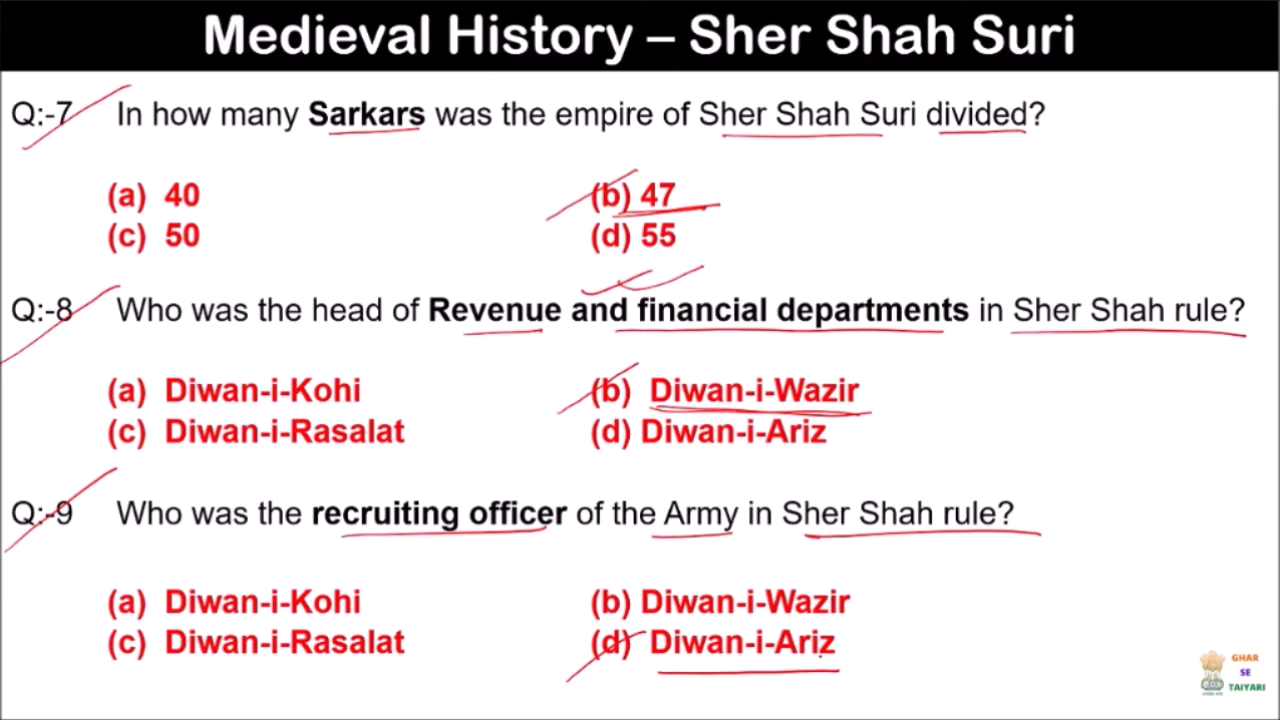 Medieval History – Sher Shah Suri
Q:-7 In how many Sarkars was the empire of Sher Shah Suri divided?
(a) 40 (b) 47
(c) 50 (d) 55
Q:-8 Who was the head of Revenue and financial departments in Sher Shah rule?
(a) Diwan-i-Kohi (b) Diwan-i-Wazir
(c) Diwan-i-Rasalat (d) Diwan-i-Ariz
Q:-9 Who was the recruiting officer of the Army in Sher Shah rule?
(a) Diwan-i-Kohi (b) Diwan-i-Wazir
(c) Diwan-i-Rasalat (d) Diwan-i-Ariz
GHAR
SE
TAIYARI